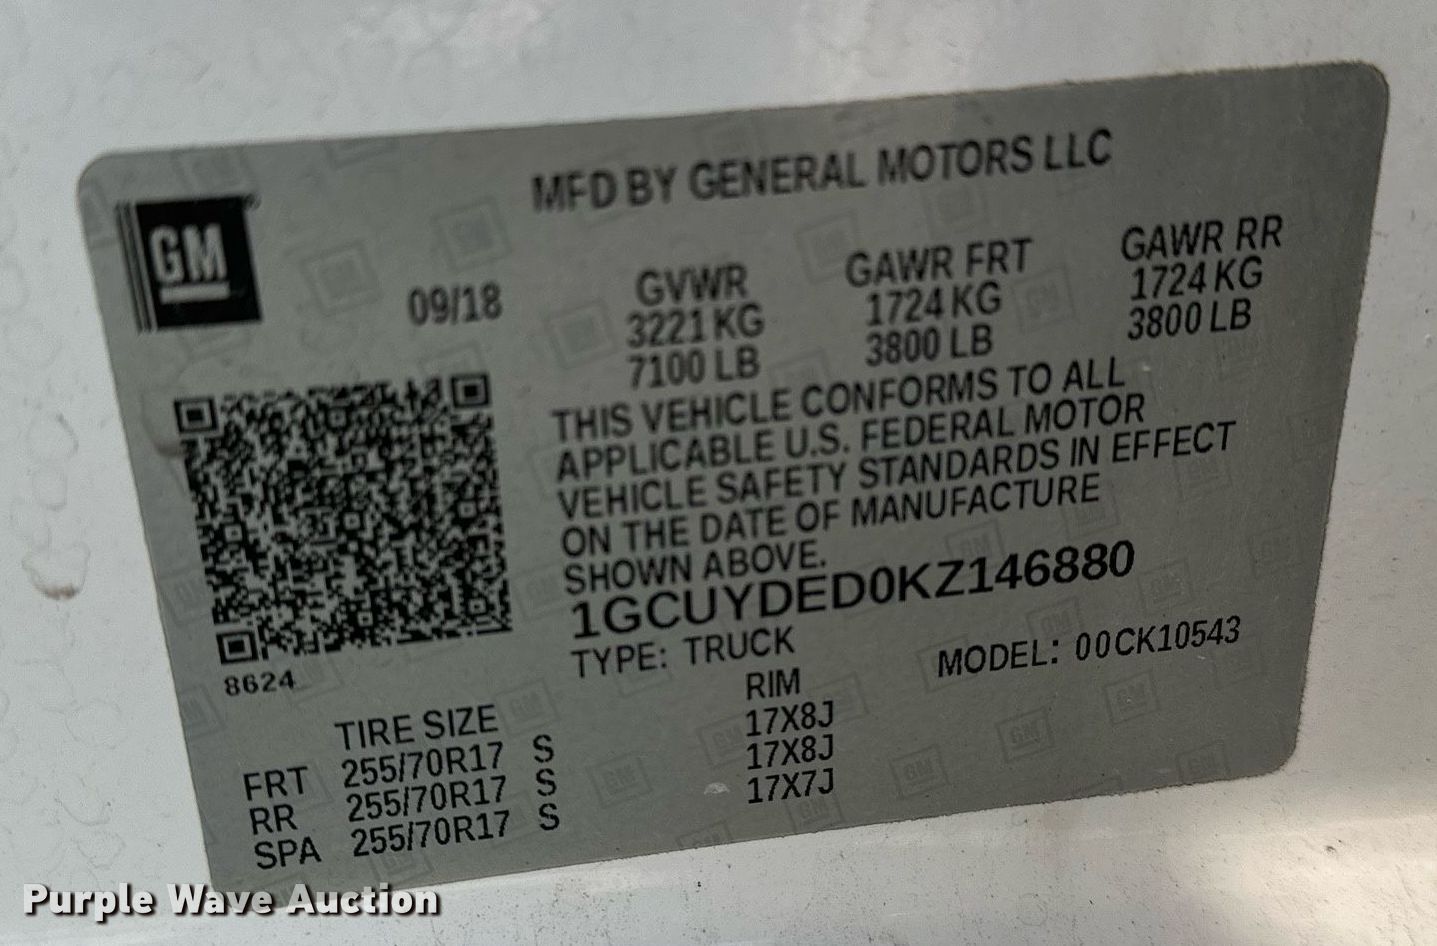 MFD BY GENERAL MOTORS LLC
GM
09/18
GVWR GAWR FRT GAWR RR
3221 KG 1724 KG 1724 KG
7100 LB 3800 LB 3800 LB
THIS VEHICLE CONFORMS TO ALL
APPLICABLE U.S. FEDERAL MOTOR
VEHICLE SAFETY STANDARDS IN EFFECT
ON THE DATE OF MANUFACTURE
SHOWN ABOVE.
1GCUYDED0KZ146880
8624
TYPE: TRUCK MODEL: 00CK10543
TIRE SIZE RIM
FRT 255/70R17 S 17X8J
RR 255/70R17 S 17X8J
SPA 255/70R17 S 17X7J
Purple Wave Auction